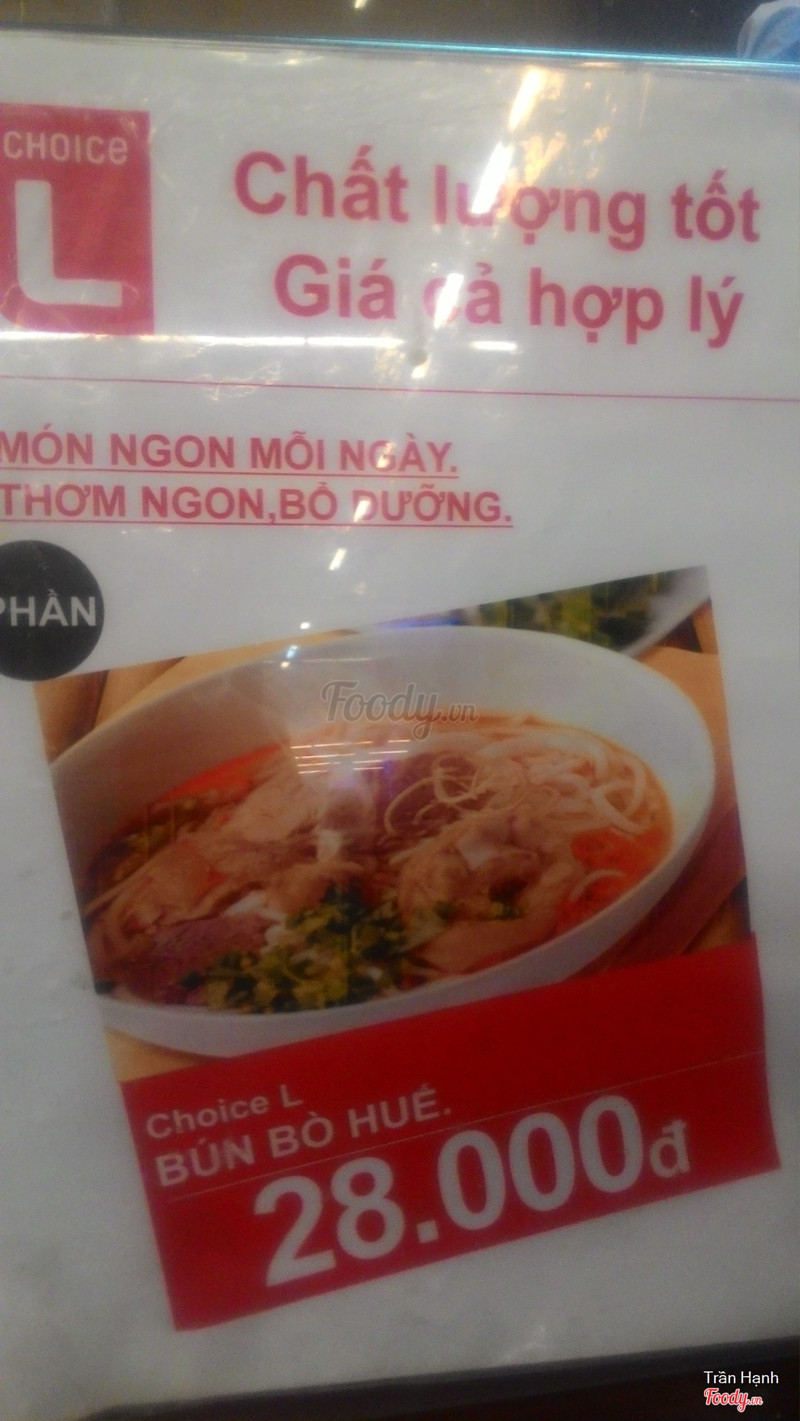 CHOICE
L
Chất lượng tốt
Giá cả hợp lý
MÓN NGON MỖI NGÀY.
THƠM NGON,BỔ DƯỠNG.
PHẦN
Foody.vn
Choice L
BÚN BÒ HUẾ.
28.000đ
Trần Hạnh
Foody.vn